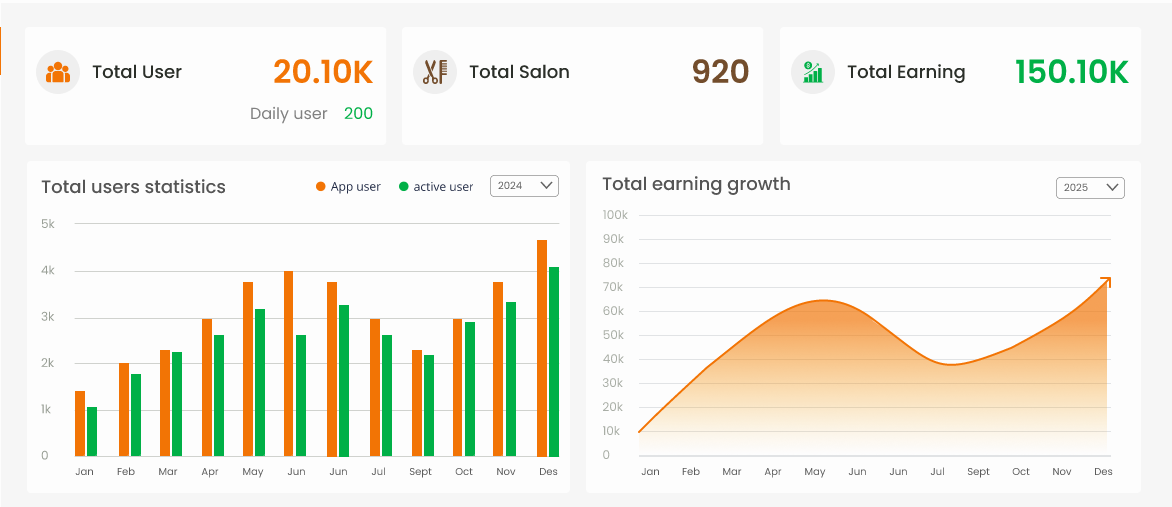 Total User 20.10K
Daily user 200
Total Salon 920
Total Earning 150.10K
Total users statistics
App user active user 2024
5k
4k
3k
2k
1k
0
Jan Feb Mar Apr May Jun Jun Jul Sept Oct Nov Des
Total earning growth
2025
100k
90k
80k
70k
60k
50k
40k
30k
20k
10k
0
Jan Feb Mar Apr May Jun Jun Jul Sept Oct Nov Des